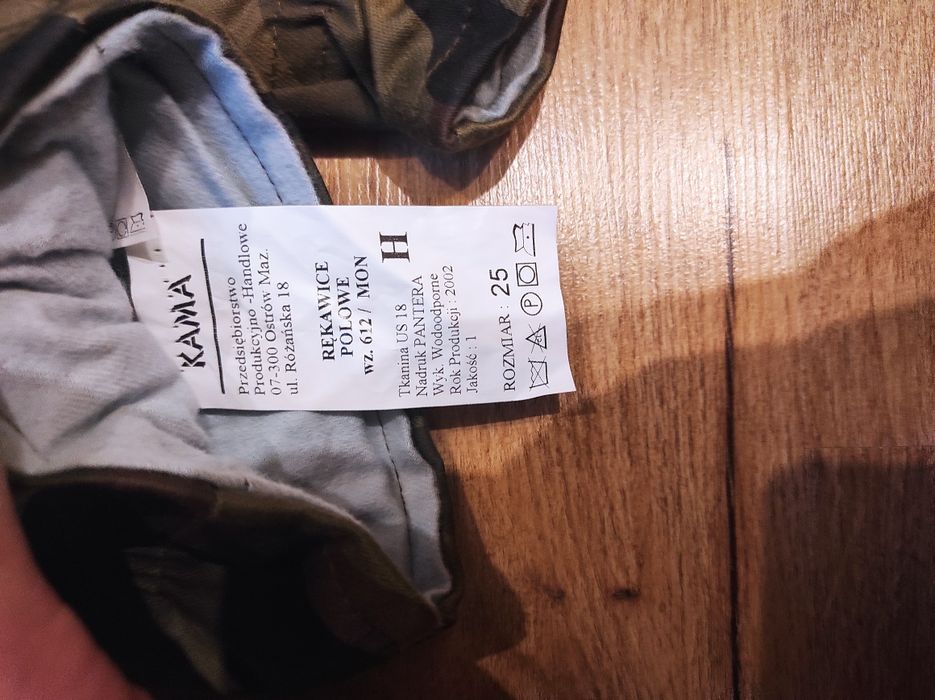 KAMA
Przedsiębiorstwo
Produkcyjno -Handlowe
07-300 Ostrów Maz.
ul. Różańska 18
RĘKAWICE
POLOWE
wz. 612 / MON
H
Tkanina US 18
Nadruk PANTERA
Wyk. Wodoodporne
Rok Produkcji : 2002
Jakość : 1
ROZMIAR : 25
P